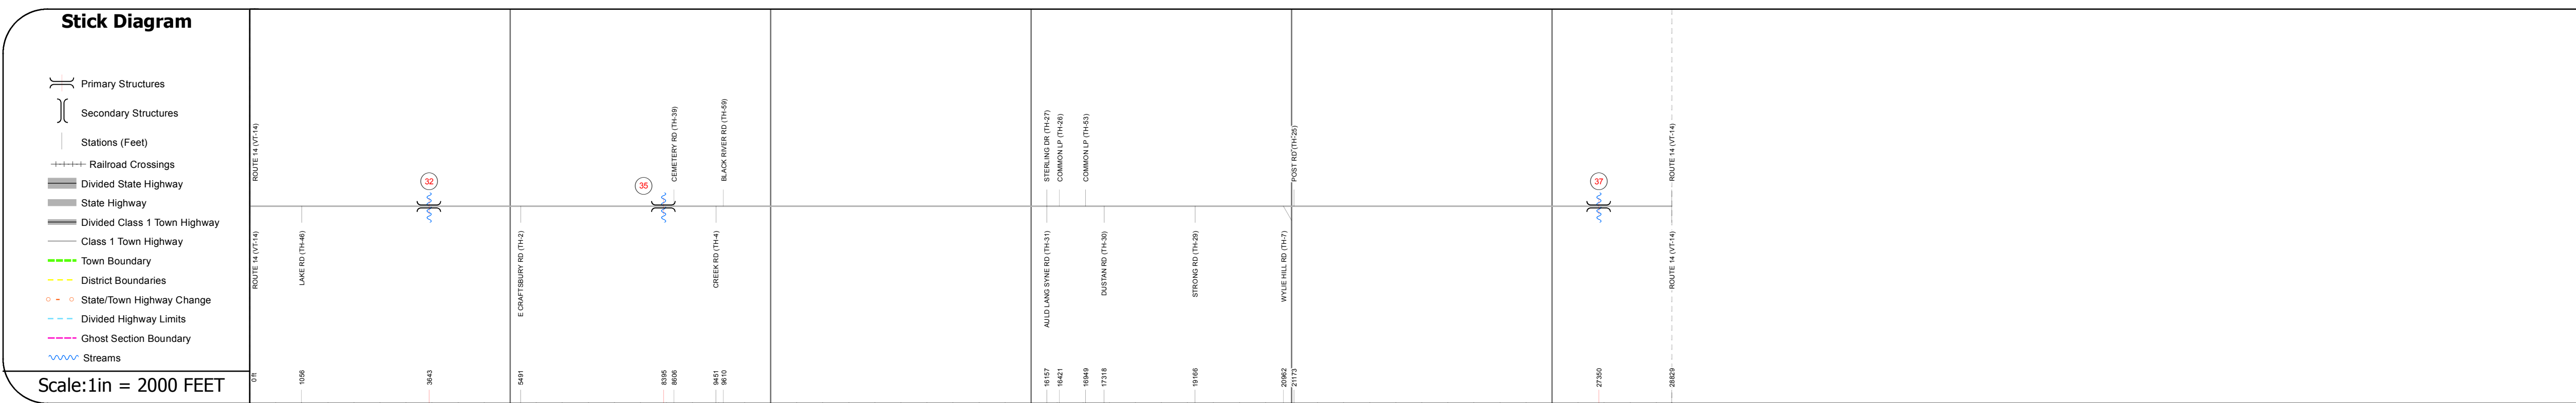 Stick Diagram
Primary Structures
Secondary Structures
Stations (Feet)
Railroad Crossings
Divided State Highway
State Highway
Divided Class 1 Town Highway
Class 1 Town Highway
Town Boundary
District Boundaries
State/Town Highway Change
Divided Highway Limits
Ghost Section Boundary
Streams
Scale:1in = 2000 FEET
ROUTE 14 (VT-14)
CEMETERY RD (TH-39)
BLACK RIVER RD (TH-59)
STERLING DR (TH-27)
COMMON LP (TH-26)
COMMON LP (TH-53)
POST RD (TH-25)
ROUTE 14 (VT-14)
32
35
37
ROUTE 14 (VT-14)
LAKE RD (TH-46)
E CRAFTSBURY RD (TH-2)
CREEK RD (TH-4)
AULD LANG SYNE RD (TH-31)
DUSTAN RD (TH-30)
STRONG RD (TH-29)
WYLIE HILL RD (TH-7)
ROUTE 14 (VT-14)
0 ft
1056
3643
5491
8395
8606
9451
9610
16157
16421
16949
17318
19166
20962
21173
27350
28829